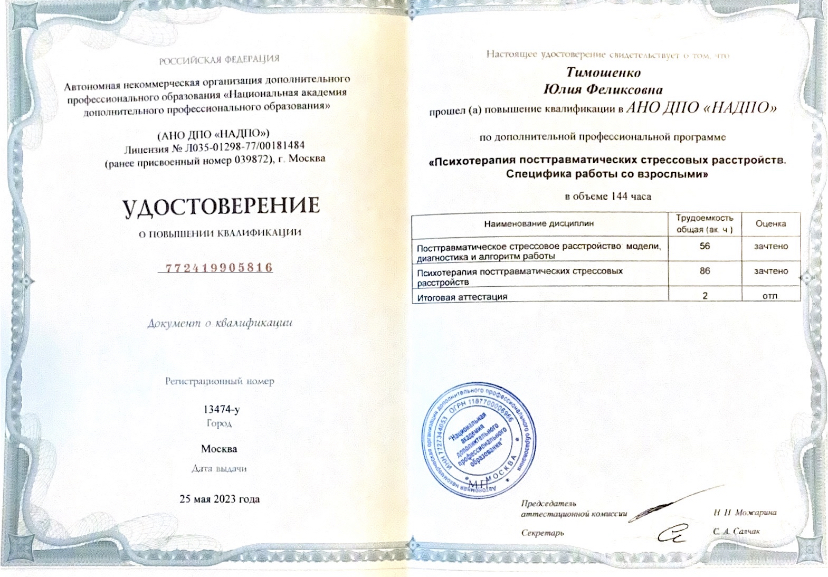 РОССИЙСКАЯ ФЕДЕРАЦИЯ
Автономная некоммерческая организация дополнительного
профессионального образования «Национальная академия
дополнительного профессионального образования»
(АНО ДПО «НАДПО»)
Лицензия № Л035-01298-77/00181484
(ранее присвоенный номер 039872), г. Москва
УДОСТОВЕРЕНИЕ
О ПОВЫШЕНИИ КВАЛИФИКАЦИИ
772419905816
Документ о квалификации
Регистрационный номер
13474-у
Город
Москва
Дата выдачи
25 мая 2023 года
Настоящее удостоверение свидетельствует о том, что
Тимошенко
Юлия Феликсовна
прошел (а) повышение квалификации в АНО ДПО «НАДПО»
по дополнительной профессиональной программе
«Психотерапия посттравматических стрессовых расстройств.
Специфика работы со взрослыми»
в объеме 144 часа
Наименование дисциплин Трудоемкость общая (ак. ч.) Оценка
Посттравматическое стрессовое расстройство модели, 56 зачтено
диагностика и алгоритм работы
Психотерапия посттравматических стрессовых 86 зачтено
расстройств
Итоговая аттестация 2 отл
"Национальная
академия
дополнительного
профессионального
образования"
МОСКВА
М.П.
Председатель
аттестационной комиссии Н. Н. Можарина
Секретарь С. А. Салчак